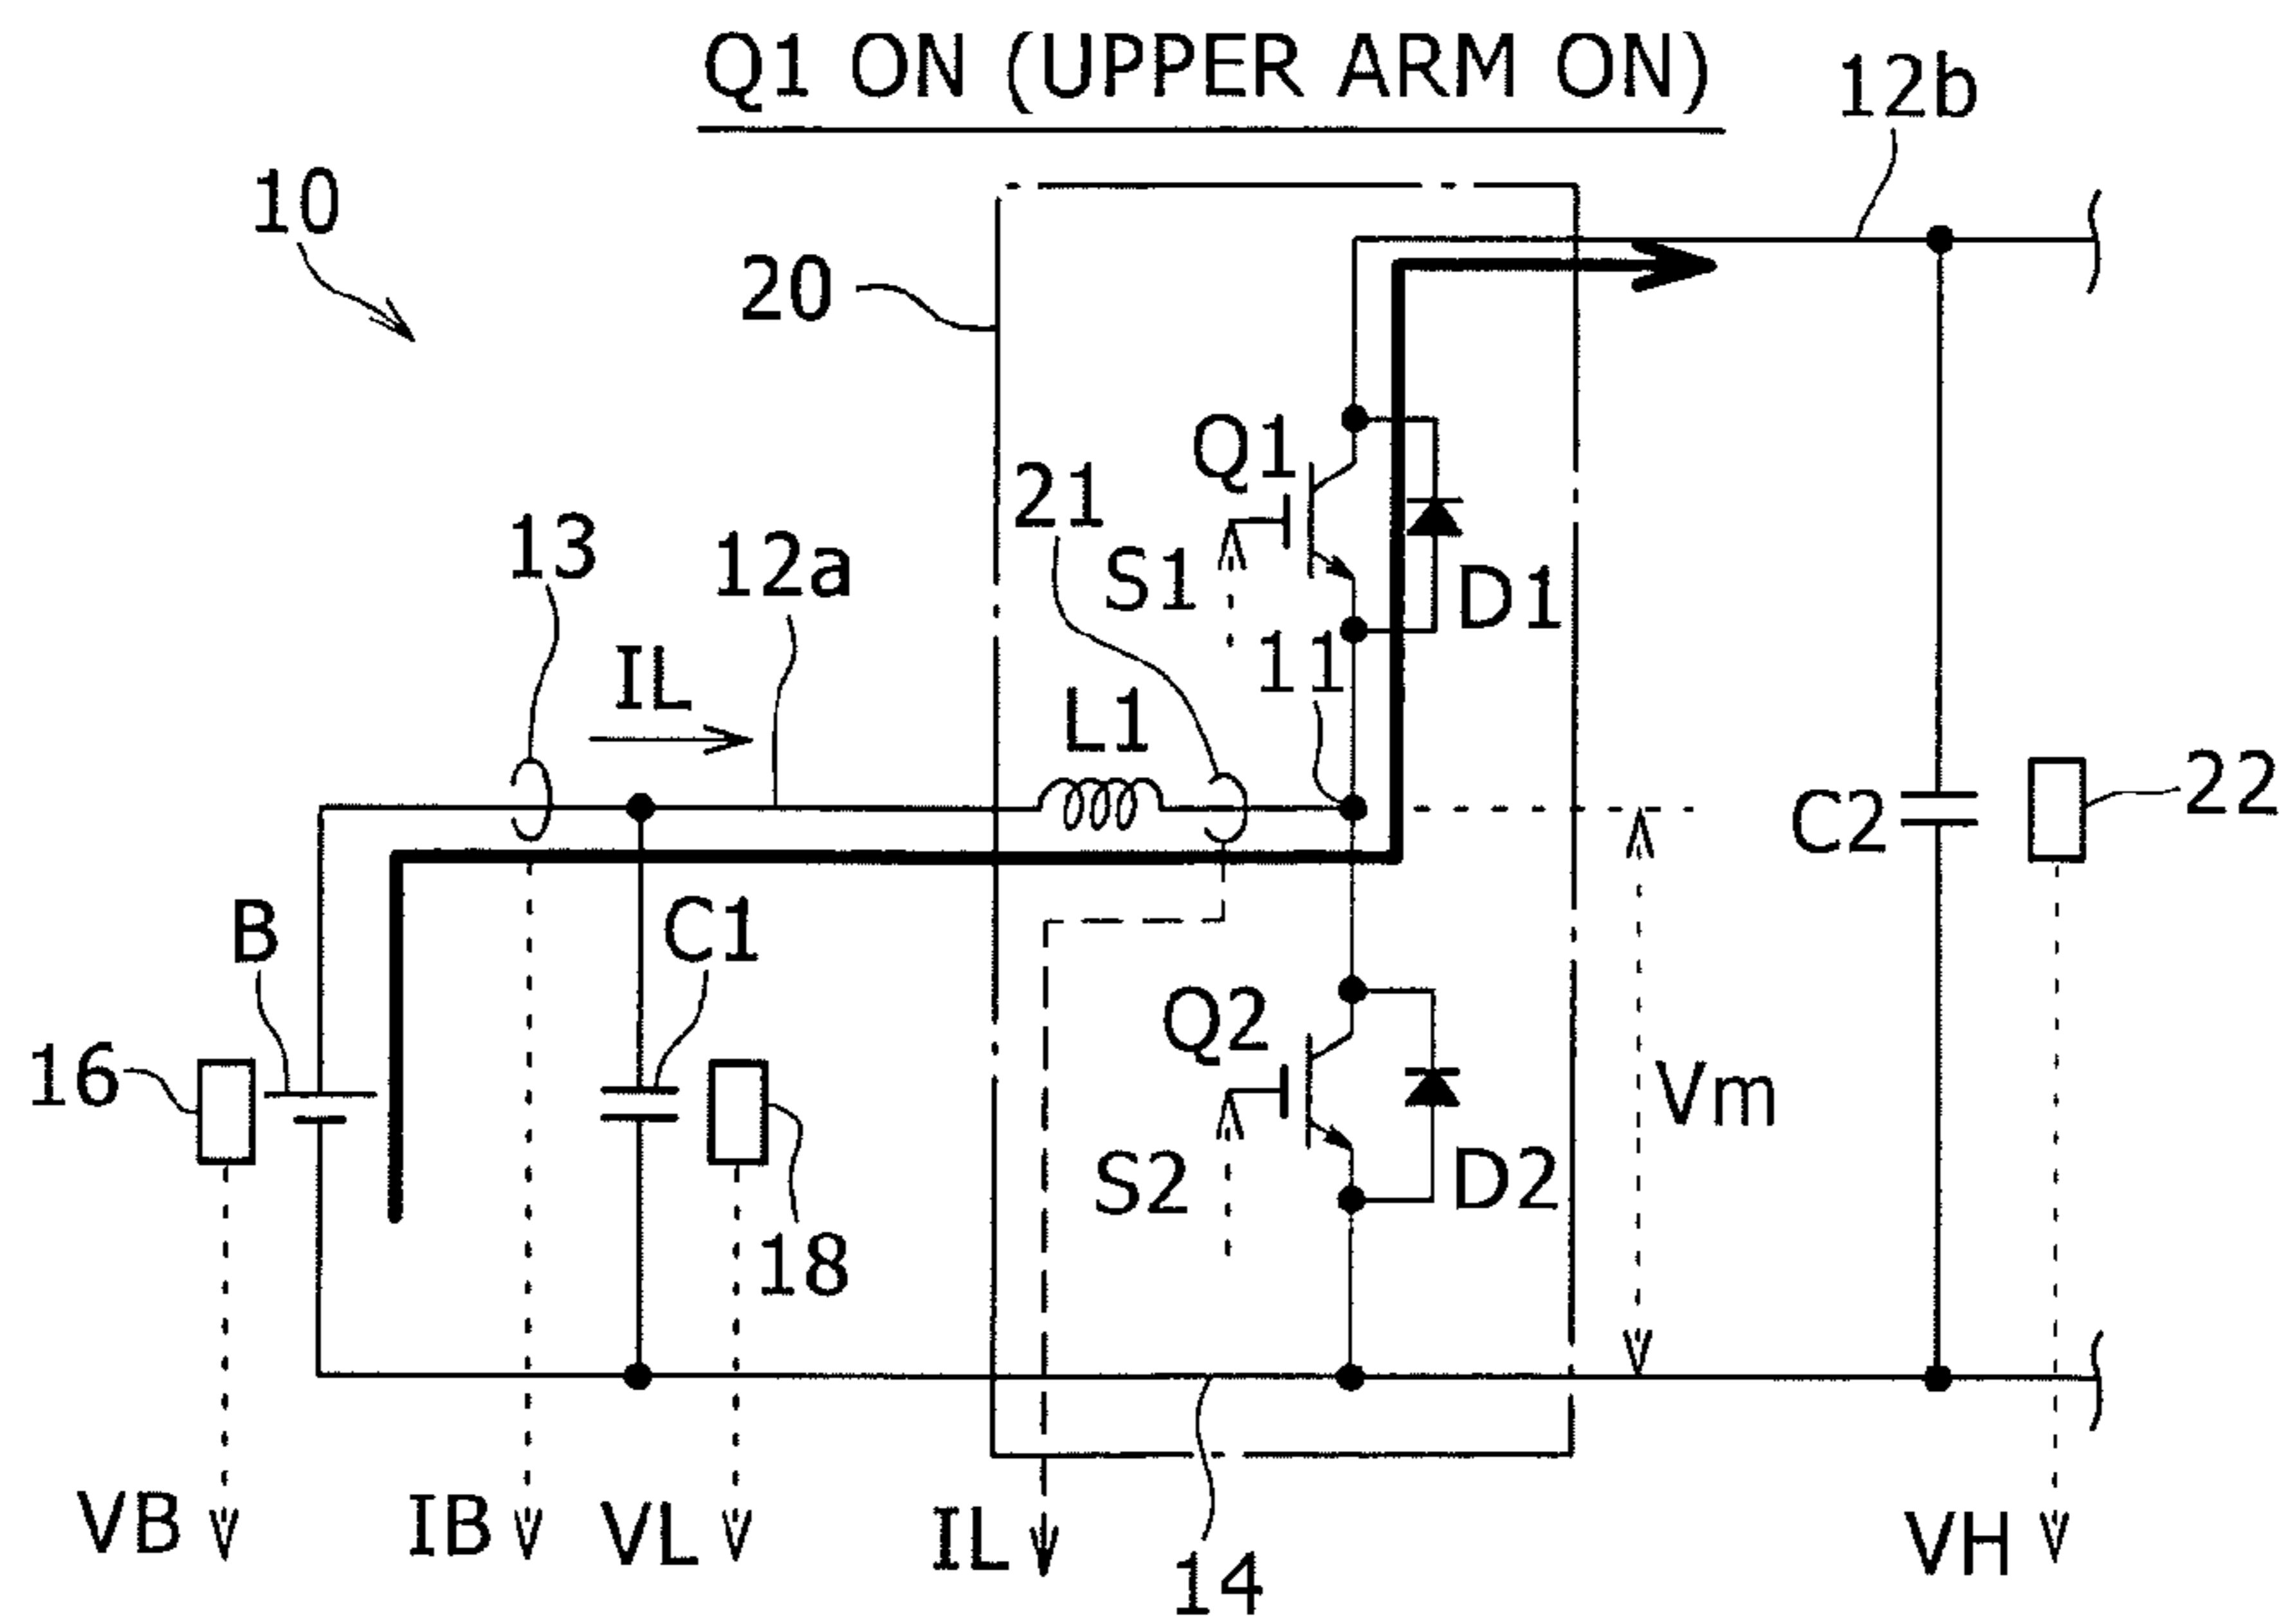 Q1 ON (UPPER ARM ON)
12b
10
20
Q1
21
13
12a
S1
D1
11
IL
L1
22
C2
B
C1
Q2
16
Vm
S2
D2
18
VB
IB
VL
IL
VH
14